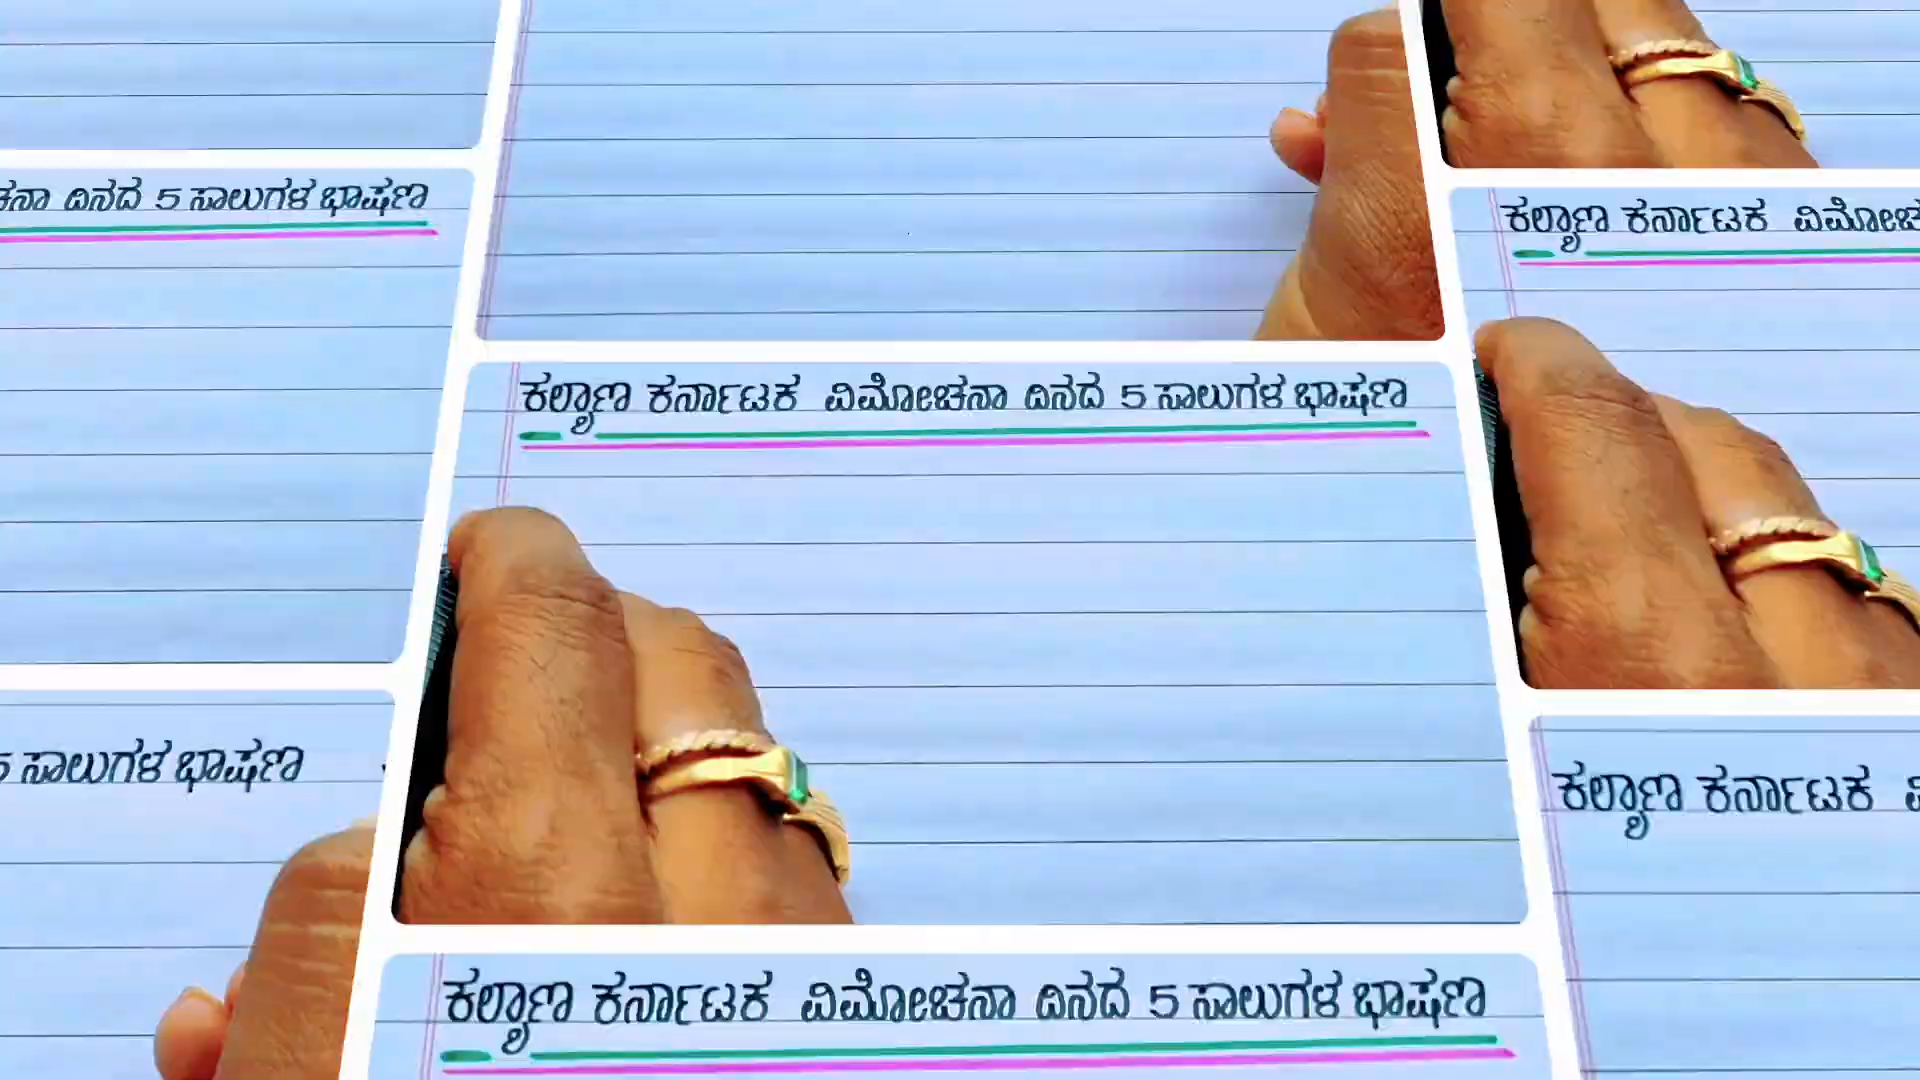 ಚನಾ ದಿನದ 5 ಸಾಲುಗಳ ಭಾಷಣ
ಕಲ್ಯಾಣ ಕರ್ನಾಟಕ ವಿಮೋಚ
ಕಲ್ಯಾಣ ಕರ್ನಾಟಕ ವಿಮೋಚನಾ ದಿನದ 5 ಸಾಲುಗಳ ಭಾಷಣ
5 ಸಾಲುಗಳ ಭಾಷಣ
ಕಲ್ಯಾಣ ಕರ್ನಾಟಕ ವಿ
ಕಲ್ಯಾಣ ಕರ್ನಾಟಕ ವಿಮೋಚನಾ ದಿನದ 5 ಸಾಲುಗಳ ಭಾಷಣ